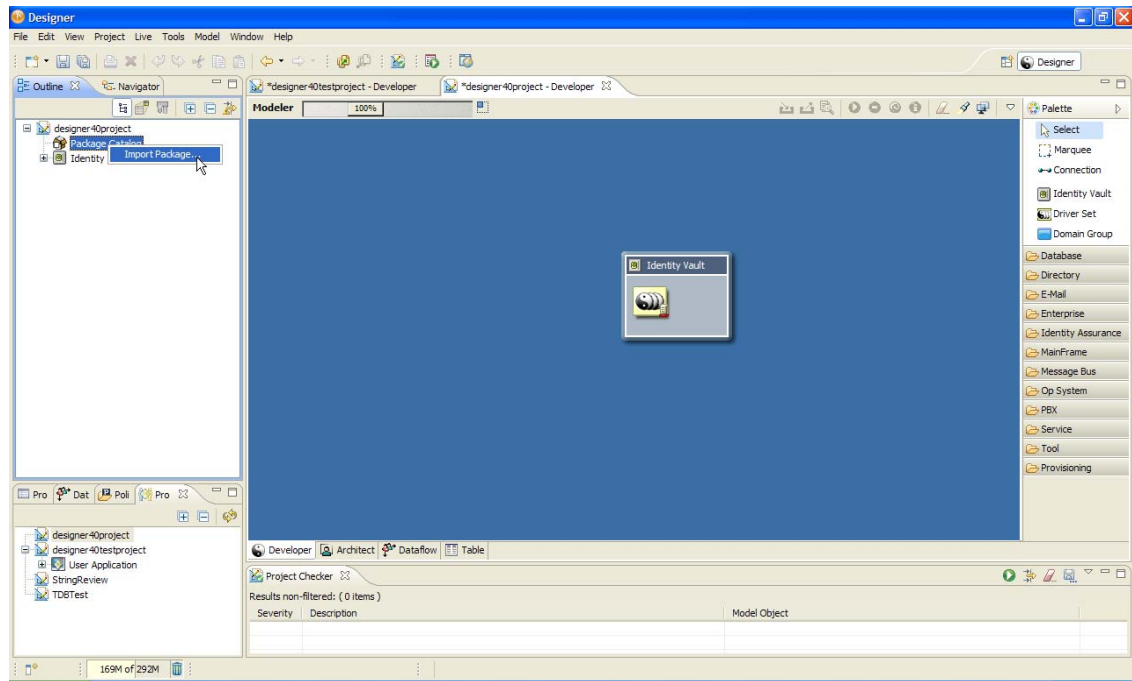 Designer
File Edit View Project Live Tools Model Window Help
Designer
Outline Navigator
*designer40testproject - Developer
*designer40project - Developer
Modeler 100%
Palette
designer40project
Package Catalog
Import Package...
Identity
Select
Marquee
Connection
Identity Vault
Driver Set
Domain Group
Database
Directory
E-Mail
Enterprise
Identity Assurance
MainFrame
Message Bus
Op System
PBX
Service
Tool
Provisioning
Identity Vault
Pro Dat Poli Pro
designer40project
designer40testproject
User Application
StringReview
TDBTest
Developer Architect Dataflow Table
Project Checker
Results non-filtered: ( 0 items )
Severity Description Model Object
169M of 292M